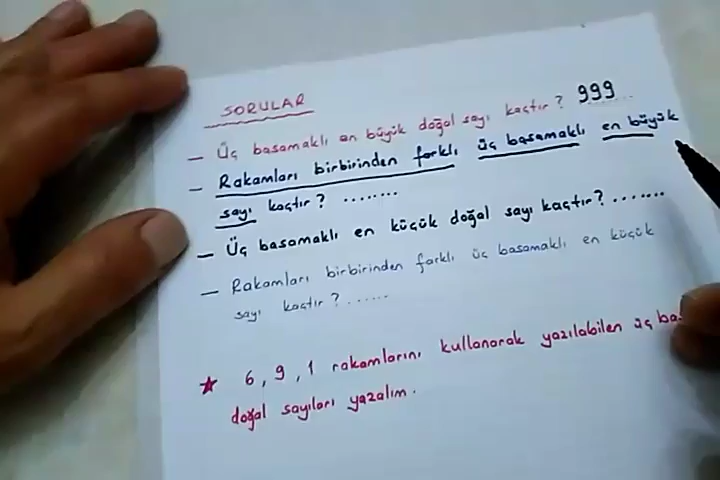 SORULAR
— Üç basamaklı en büyük doğal sayı kaçtır? 999
— Rakamları birbirinden farklı üç basamaklı en büyük
sayı kaçtır? ........
— Üç basamaklı en küçük doğal sayı kaçtır? .......
— Rakamları birbirinden farklı üç basamaklı en küçük
sayı kaçtır? ......
★ 6, 9, 1 rakamlarını kullanarak yazılabilen üç bas
doğal sayıları yazalım.